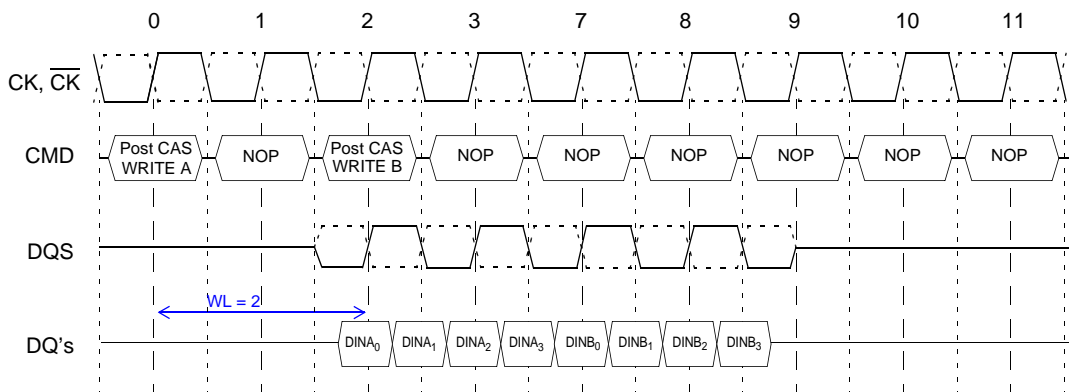 0 1 2 3 7 8 9 10 11
CK, C̅K̅
CMD Post CAS WRITE A NOP Post CAS WRITE B NOP NOP NOP NOP NOP NOP
DQS
WL = 2
DQ's DINA₀ DINA₁ DINA₂ DINA₃ DINB₀ DINB₁ DINB₂ DINB₃